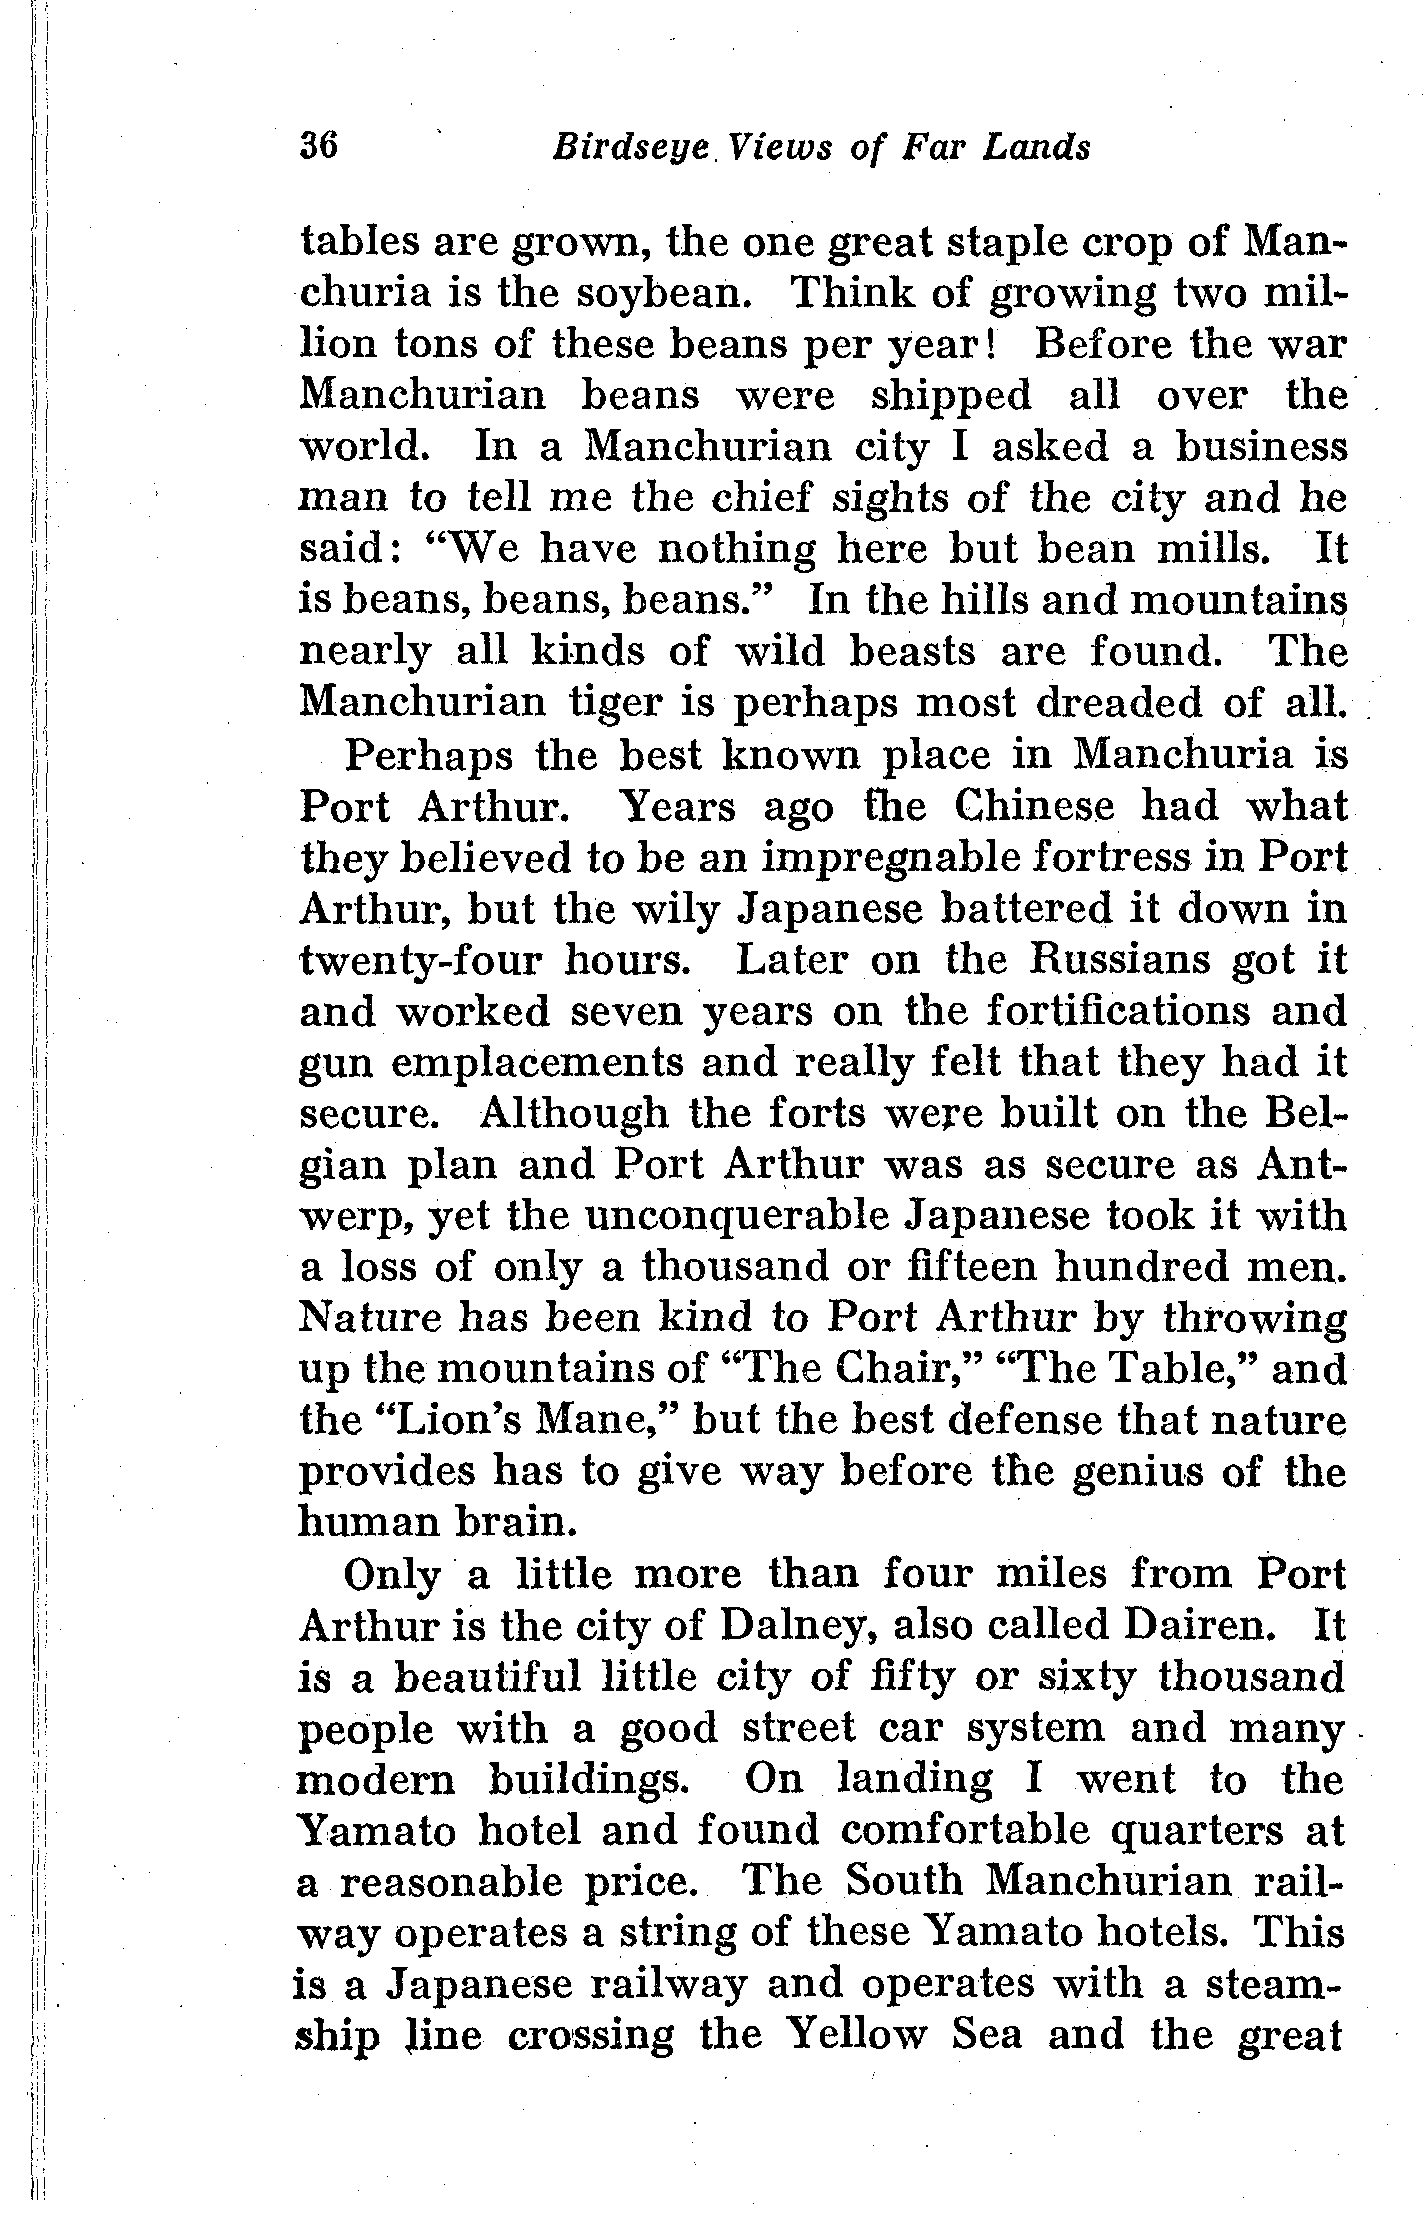 36 Birdseye Views of Far Lands
tables are grown, the one great staple crop of Man-
churia is the soybean. Think of growing two mil-
lion tons of these beans per year! Before the war
Manchurian beans were shipped all over the
world. In a Manchurian city I asked a business
man to tell me the chief sights of the city and he
said: “We have nothing here but bean mills. It
is beans, beans, beans.” In the hills and mountains
nearly all kinds of wild beasts are found. The
Manchurian tiger is perhaps most dreaded of all.
Perhaps the best known place in Manchuria is
Port Arthur. Years ago the Chinese had what
they believed to be an impregnable fortress in Port
Arthur, but the wily Japanese battered it down in
twenty-four hours. Later on the Russians got it
and worked seven years on the fortifications and
gun emplacements and really felt that they had it
secure. Although the forts were built on the Bel-
gian plan and Port Arthur was as secure as Ant-
werp, yet the unconquerable Japanese took it with
a loss of only a thousand or fifteen hundred men.
Nature has been kind to Port Arthur by throwing
up the mountains of “The Chair,” “The Table,” and
the “Lion’s Mane,” but the best defense that nature
provides has to give way before the genius of the
human brain.
Only a little more than four miles from Port
Arthur is the city of Dalney, also called Dairen. It
is a beautiful little city of fifty or sixty thousand
people with a good street car system and many
modern buildings. On landing I went to the
Yamato hotel and found comfortable quarters at
a reasonable price. The South Manchurian rail-
way operates a string of these Yamato hotels. This
is a Japanese railway and operates with a steam-
ship line crossing the Yellow Sea and the great